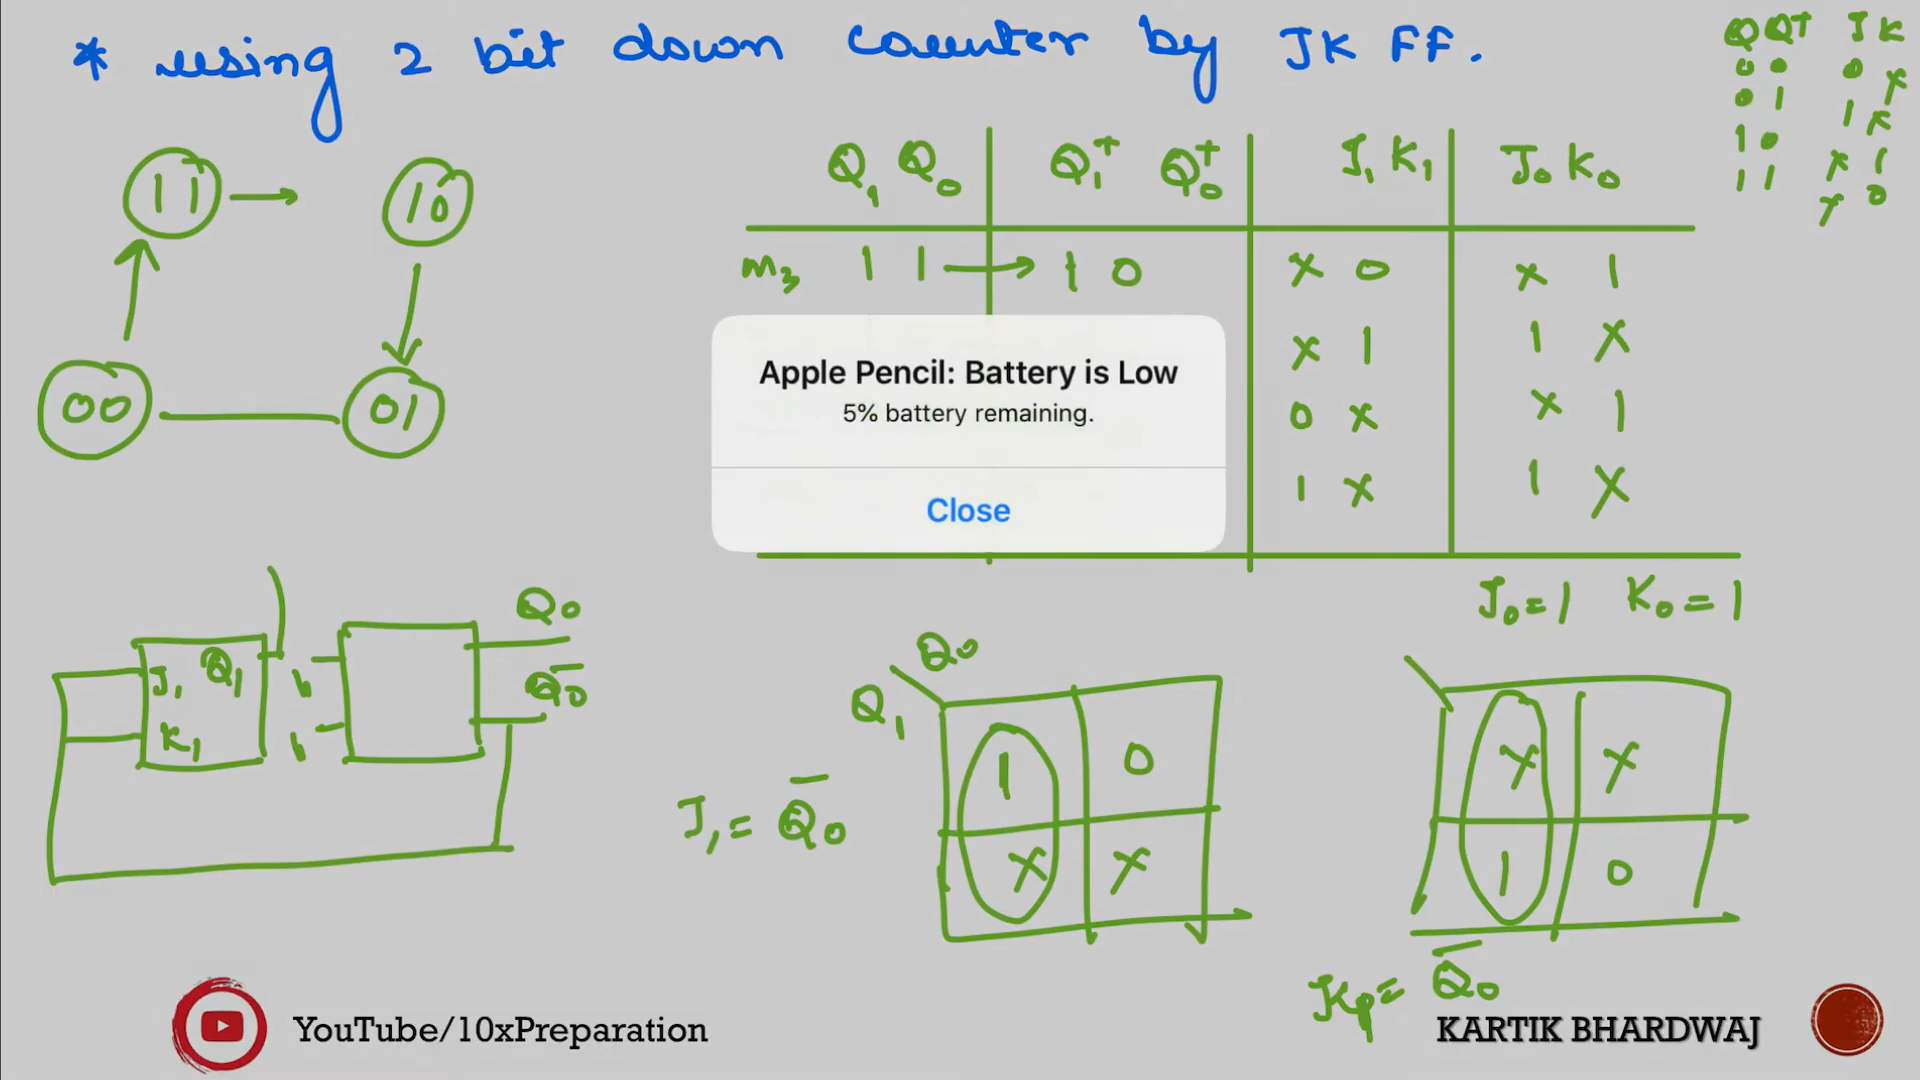 * using 2 bit down counter by JK FF.
Q Q+ J K
0 0 0 x
0 1 1 x
1 0 x 1
1 1 x 0
11 → 10
00 01
Q1 Q0 Q1+ Q0+ J1 K1 J0 K0
m3 1 1 → 1 0 x 0 x 1
x 1 1 x
0 x x 1
1 x 1 x
Apple Pencil: Battery is Low
5% battery remaining.
Close
J0=1 K0=1
J1 Q1
K1
Q0
Q̅0
Q0
Q1
1 0
x x
J1= Q̅0
x x
1 0
= Q̅0
YouTube/10xPreparation
KARTIK BHARDWAJ